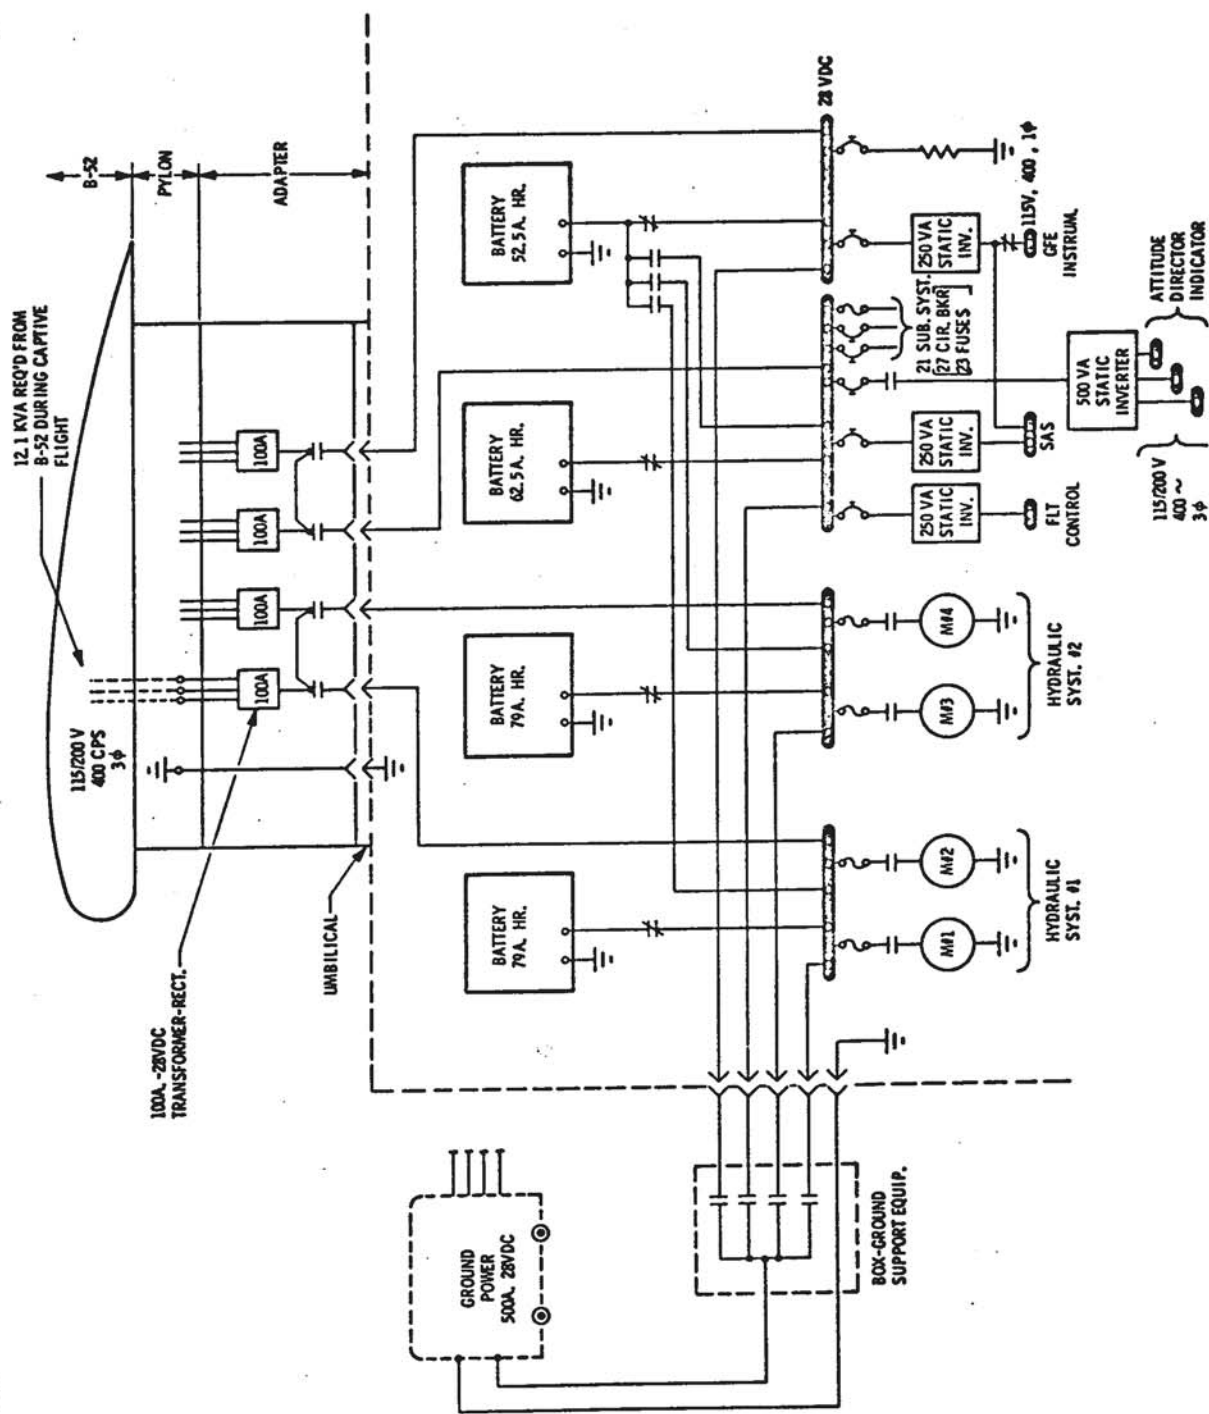 12.1 KVA REQ'D FROM
B-52 DURING CAPTIVE
FLIGHT
B-52
PYLON
ADAPTER
115/200 V
400 CPS
3ϕ
100A
100A
100A
100A
100A.-28VDC
TRANSFORMER-RECT.
UMBILICAL
BATTERY
79A. HR.
BATTERY
79A. HR.
BATTERY
62.5A. HR.
BATTERY
52.5A. HR.
GROUND
POWER
500A. 28VDC
BOX-GROUND
SUPPORT EQUIP.
28 VDC
M#1
M#2
HYDRAULIC
SYST. #1
M#3
M#4
HYDRAULIC
SYST. #2
250 VA
STATIC
INV.
FLT
CONTROL
250 VA
STATIC
INV.
SAS
21 SUB. SYST.
27 CIR. BKR
23 FUSES
250 VA
STATIC
INV.
GFE
INSTRUM.
115V, 400 , 1ϕ
500 VA
STATIC
INVERTER
115/200 V
400 ~
3ϕ
ATTITUDE
DIRECTOR
INDICATOR